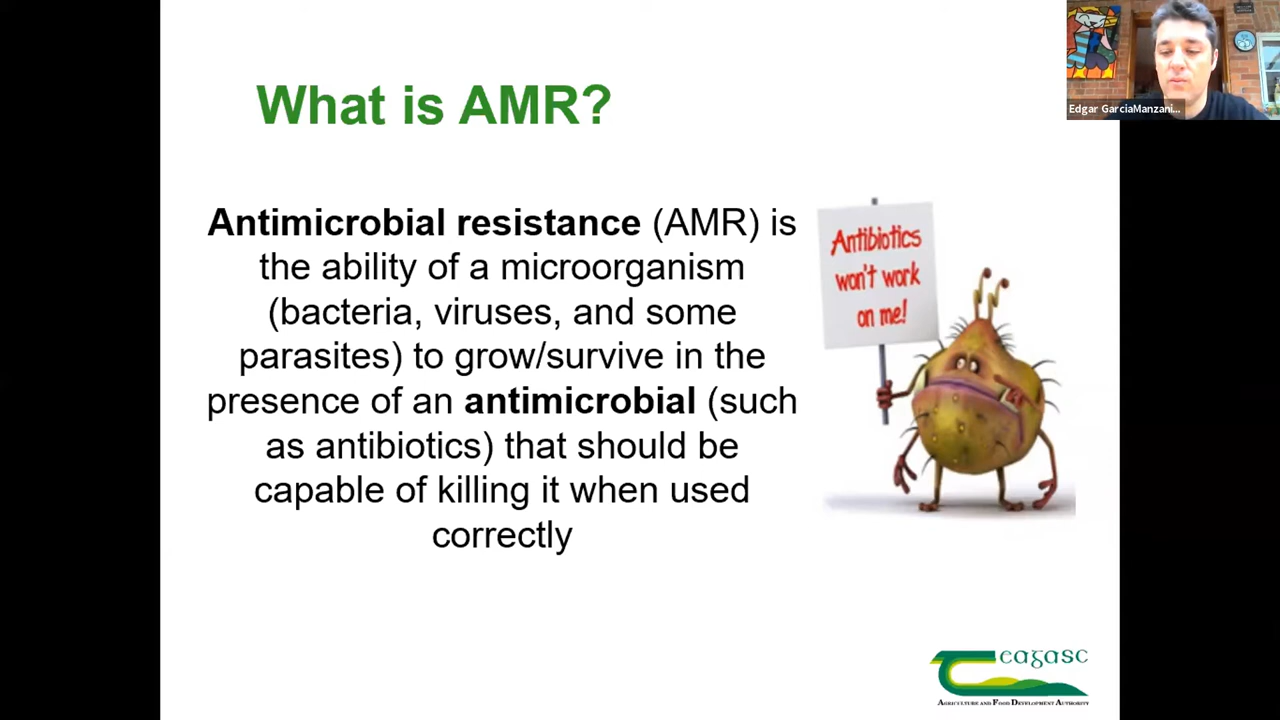 What is AMR?
Antimicrobial resistance (AMR) is
the ability of a microorganism
(bacteria, viruses, and some
parasites) to grow/survive in the
presence of an antimicrobial (such
as antibiotics) that should be
capable of killing it when used
correctly
Antibiotics
won't work
on me!
Edgar GarciaManzani...
Teagasc
AGRICULTURE AND FOOD DEVELOPMENT AUTHORITY